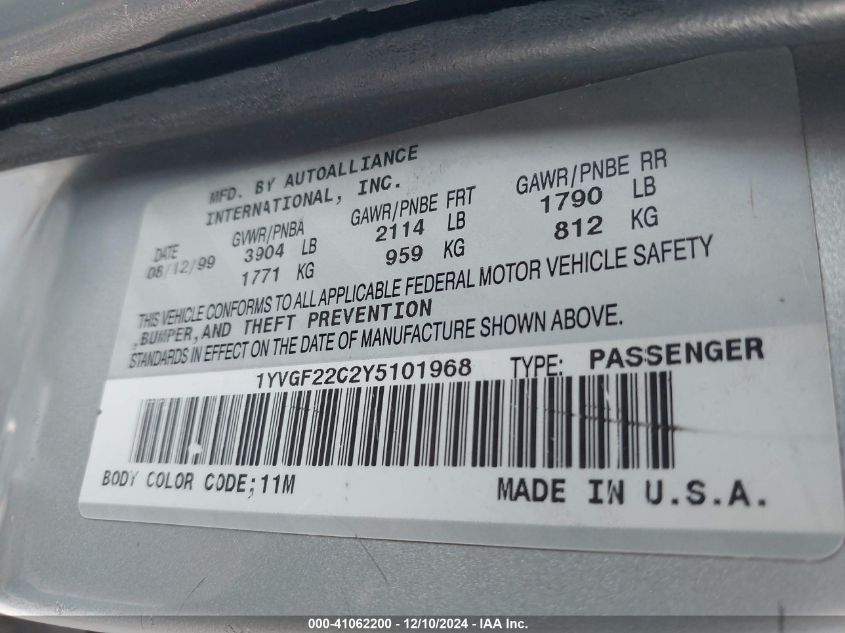 MFD. BY AUTOALLIANCE
INTERNATIONAL, INC.
DATE GVWR/PNBA GAWR/PNBE FRT GAWR/PNBE RR
08/12/99 3904 LB 2114 LB 1790 LB
1771 KG 959 KG 812 KG
THIS VEHICLE CONFORMS TO ALL APPLICABLE FEDERAL MOTOR VEHICLE SAFETY
,BUMPER,AND THEFT PREVENTION
STANDARDS IN EFFECT ON THE DATE OF MANUFACTURE SHOWN ABOVE.
1YVGF22C2Y5101968 TYPE: PASSENGER
BODY COLOR CODE;11M MADE IN U.S.A.
000-41062200 - 12/10/2024 - IAA Inc.